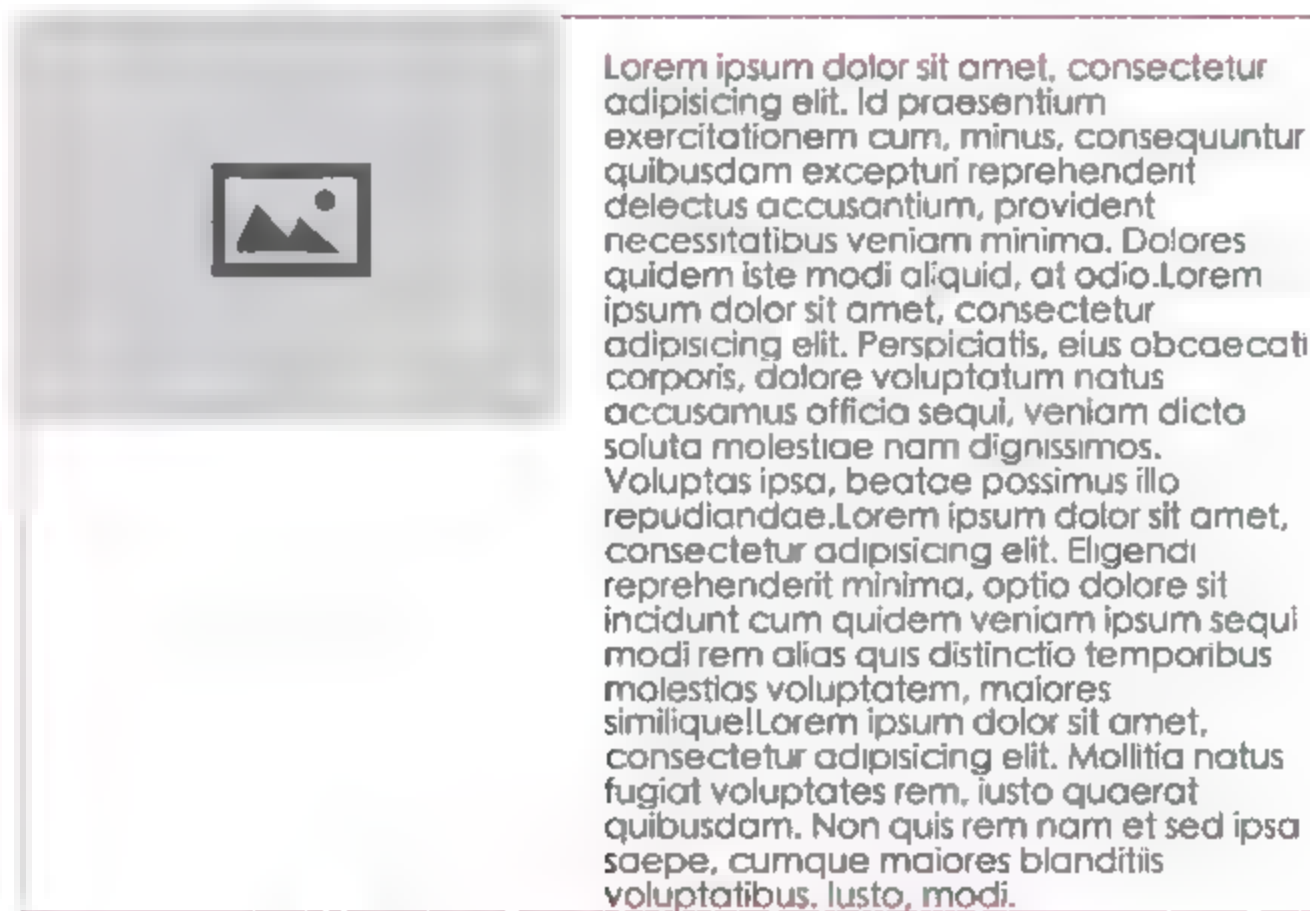 Lorem ipsum dolor sit amet, consectetur
adipisicing elit. Id praesentium
exercitationem cum, minus, consequuntur
quibusdam excepturi reprehenderit
delectus accusantium, provident
necessitatibus veniam minima. Dolores
quidem iste modi aliquid, at odio.Lorem
ipsum dolor sit amet, consectetur
adipisicing elit. Perspiciatis, eius obcaecati
corporis, dolore voluptatum natus
accusamus officia sequi, veniam dicta
soluta molestiae nam dignissimos.
Voluptas ipsa, beatae possimus illo
repudiandae.Lorem ipsum dolor sit amet,
consectetur adipisicing elit. Eligendi
reprehenderit minima, optio dolore sit
incidunt cum quidem veniam ipsum sequi
modi rem alias quis distinctio temporibus
molestias voluptatem, maiores
similique!Lorem ipsum dolor sit amet,
consectetur adipisicing elit. Mollitia natus
fugiat voluptates rem, iusto quaerat
quibusdam. Non quis rem nam et sed ipsa
saepe, cumque maiores blanditiis
voluptatibus. Iusto, modi.